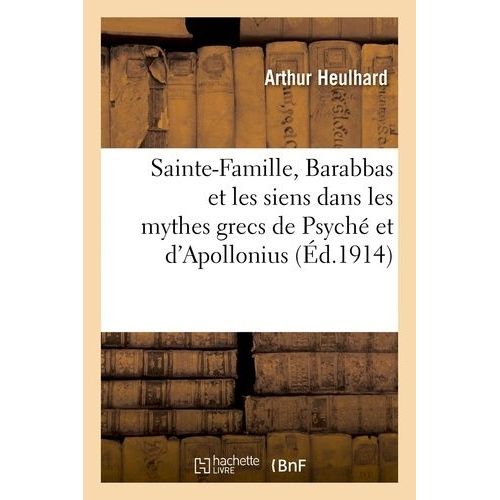 Arthur Heulhard
Sainte-Famille, Barabbas
et les siens dans les
mythes grecs de Psyché et
d'Apollonius (Éd.1914)
hachette
LIVRE
{BnF